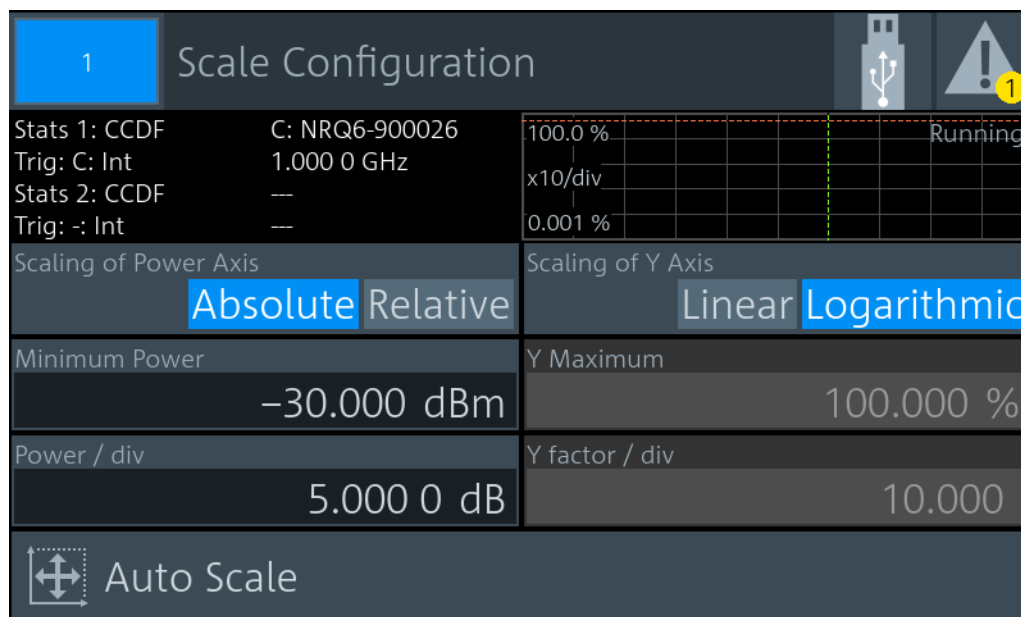 1 Scale Configuration
1
Stats 1: CCDF C: NRQ6-900026
Trig: C: Int 1.000 0 GHz
Stats 2: CCDF ---
Trig: -: Int ---
100.0 % Running
x10/div
0.001 %
Scaling of Power Axis
Absolute Relative
Scaling of Y Axis
Linear Logarithmic
Minimum Power
−30.000 dBm
Y Maximum
100.000 %
Power / div
5.000 0 dB
Y factor / div
10.000
Auto Scale